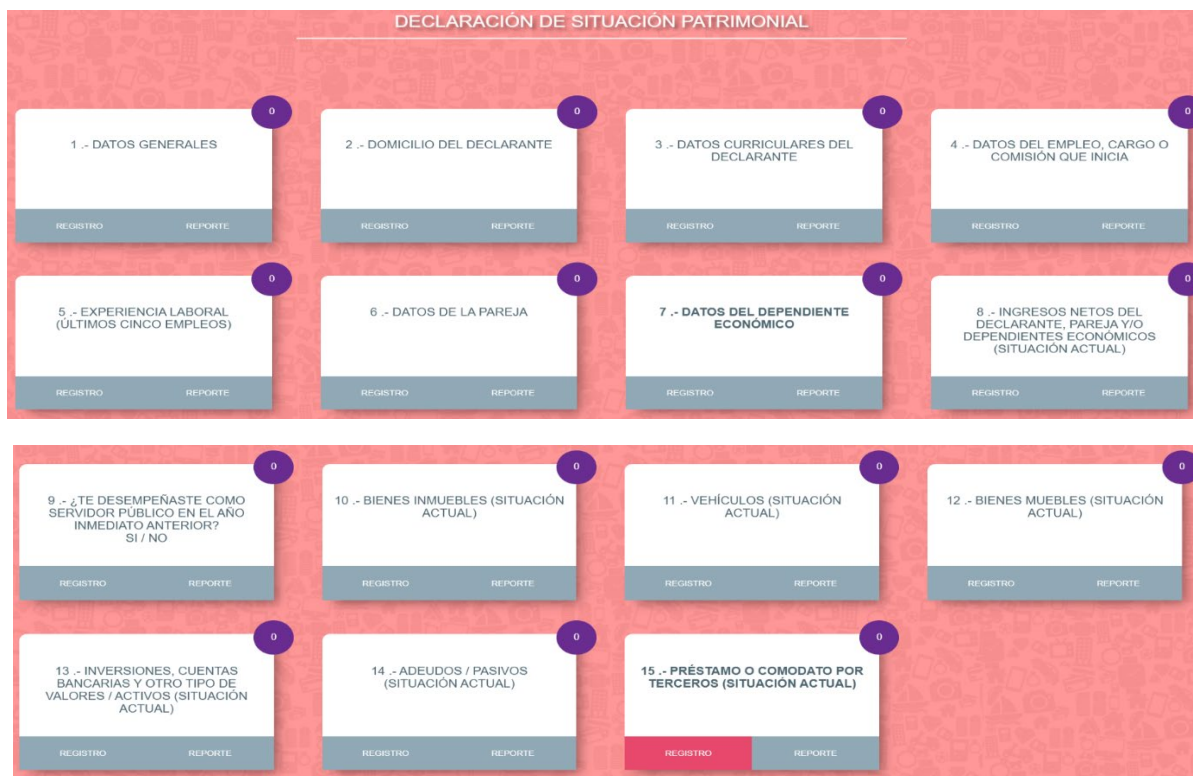 DECLARACIÓN DE SITUACIÓN PATRIMONIAL
0
1 .- DATOS GENERALES
REGISTRO REPORTE
0
2 .- DOMICILIO DEL DECLARANTE
REGISTRO REPORTE
0
3 .- DATOS CURRICULARES DEL
DECLARANTE
REGISTRO REPORTE
0
4 .- DATOS DEL EMPLEO, CARGO O
COMISIÓN QUE INICIA
REGISTRO REPORTE
0
5 .- EXPERIENCIA LABORAL
(ÚLTIMOS CINCO EMPLEOS)
REGISTRO REPORTE
0
6 .- DATOS DE LA PAREJA
REGISTRO REPORTE
0
7 .- DATOS DEL DEPENDIENTE
ECONÓMICO
REGISTRO REPORTE
0
8 .- INGRESOS NETOS DEL
DECLARANTE, PAREJA Y/O
DEPENDIENTES ECONÓMICOS
(SITUACIÓN ACTUAL)
REGISTRO REPORTE
0
9 .- ¿TE DESEMPEÑASTE COMO
SERVIDOR PÚBLICO EN EL AÑO
INMEDIATO ANTERIOR?
SI / NO
REGISTRO REPORTE
0
10 .- BIENES INMUEBLES (SITUACIÓN
ACTUAL)
REGISTRO REPORTE
0
11 .- VEHÍCULOS (SITUACIÓN
ACTUAL)
REGISTRO REPORTE
0
12 .- BIENES MUEBLES (SITUACIÓN
ACTUAL)
REGISTRO REPORTE
0
13 .- INVERSIONES, CUENTAS
BANCARIAS Y OTRO TIPO DE
VALORES / ACTIVOS (SITUACIÓN
ACTUAL)
REGISTRO REPORTE
0
14 .- ADEUDOS / PASIVOS
(SITUACIÓN ACTUAL)
REGISTRO REPORTE
0
15 .- PRÉSTAMO O COMODATO POR
TERCEROS (SITUACIÓN ACTUAL)
REGISTRO REPORTE